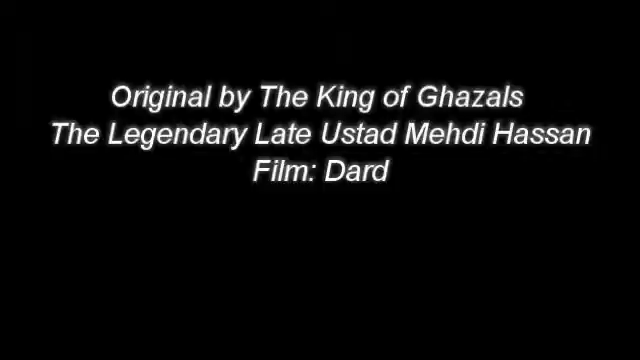 Original by The King of Ghazals
The Legendary Late Ustad Mehdi Hassan
Film: Dard